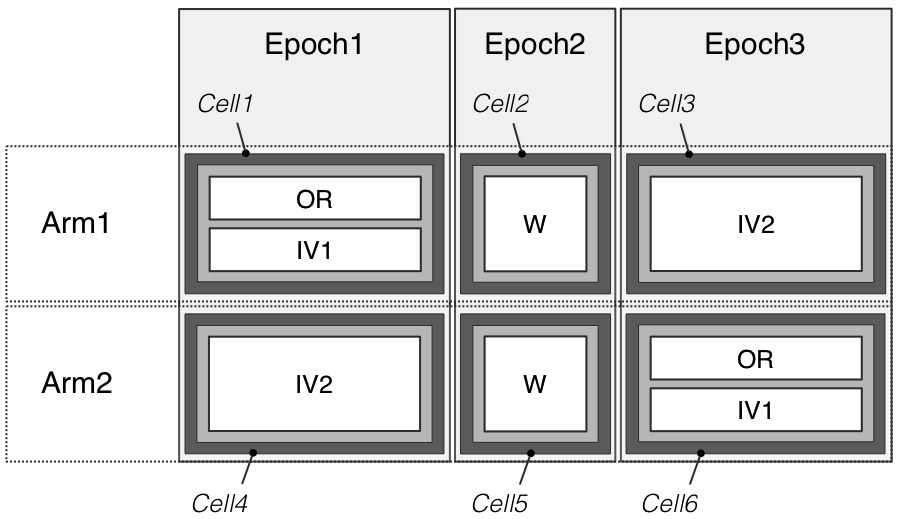 Epoch1 Epoch2 Epoch3
Cell1 Cell2 Cell3
Arm1
OR
IV1
W
IV2
Arm2
IV2
W
OR
IV1
Cell4 Cell5 Cell6